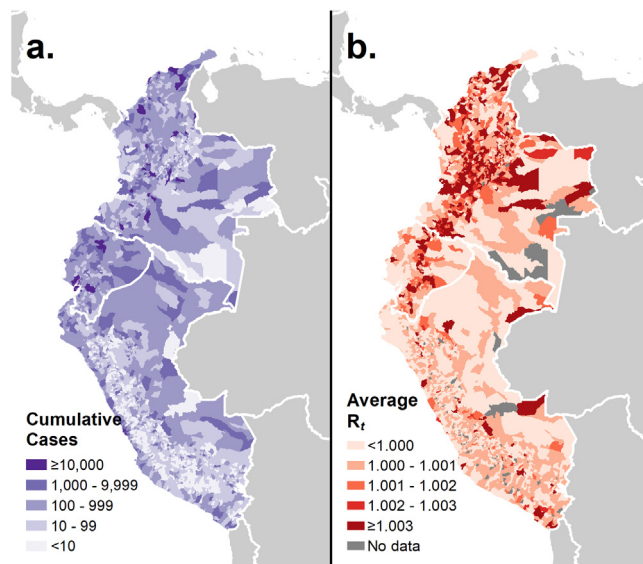 a.
Cumulative
Cases
≥10,000
1,000 - 9,999
100 - 999
10 - 99
<10
b.
Average
Rt
<1.000
1.000 - 1.001
1.001 - 1.002
1.002 - 1.003
≥1.003
No data